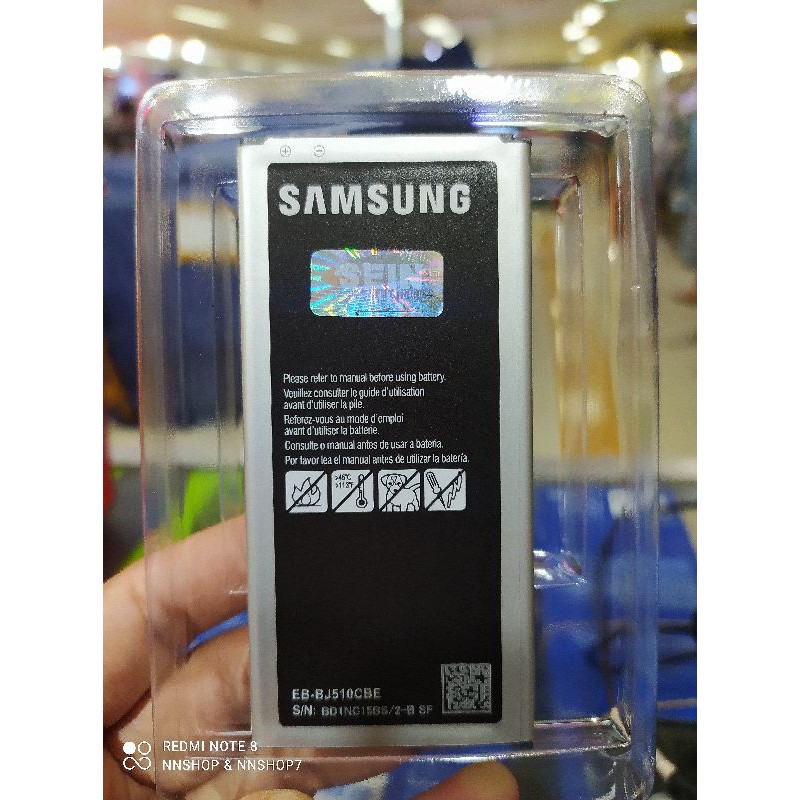 SAMSUNG
SEIN
Please refer to manual before using battery.
Veuillez consulter le guide d'utilisation
avant d'utiliser la pile.
Referez-vous au mode d'emploi
avant d'utiliser la batterie.
Consulte o manual antes de usar a bateria.
Por favor lea el manual antes de utilizar la batería.
EB-BJ510CBE
S/N: BD1NC15BS/2-B SF
REDMI NOTE 8
NNSHOP & NNSHOP7